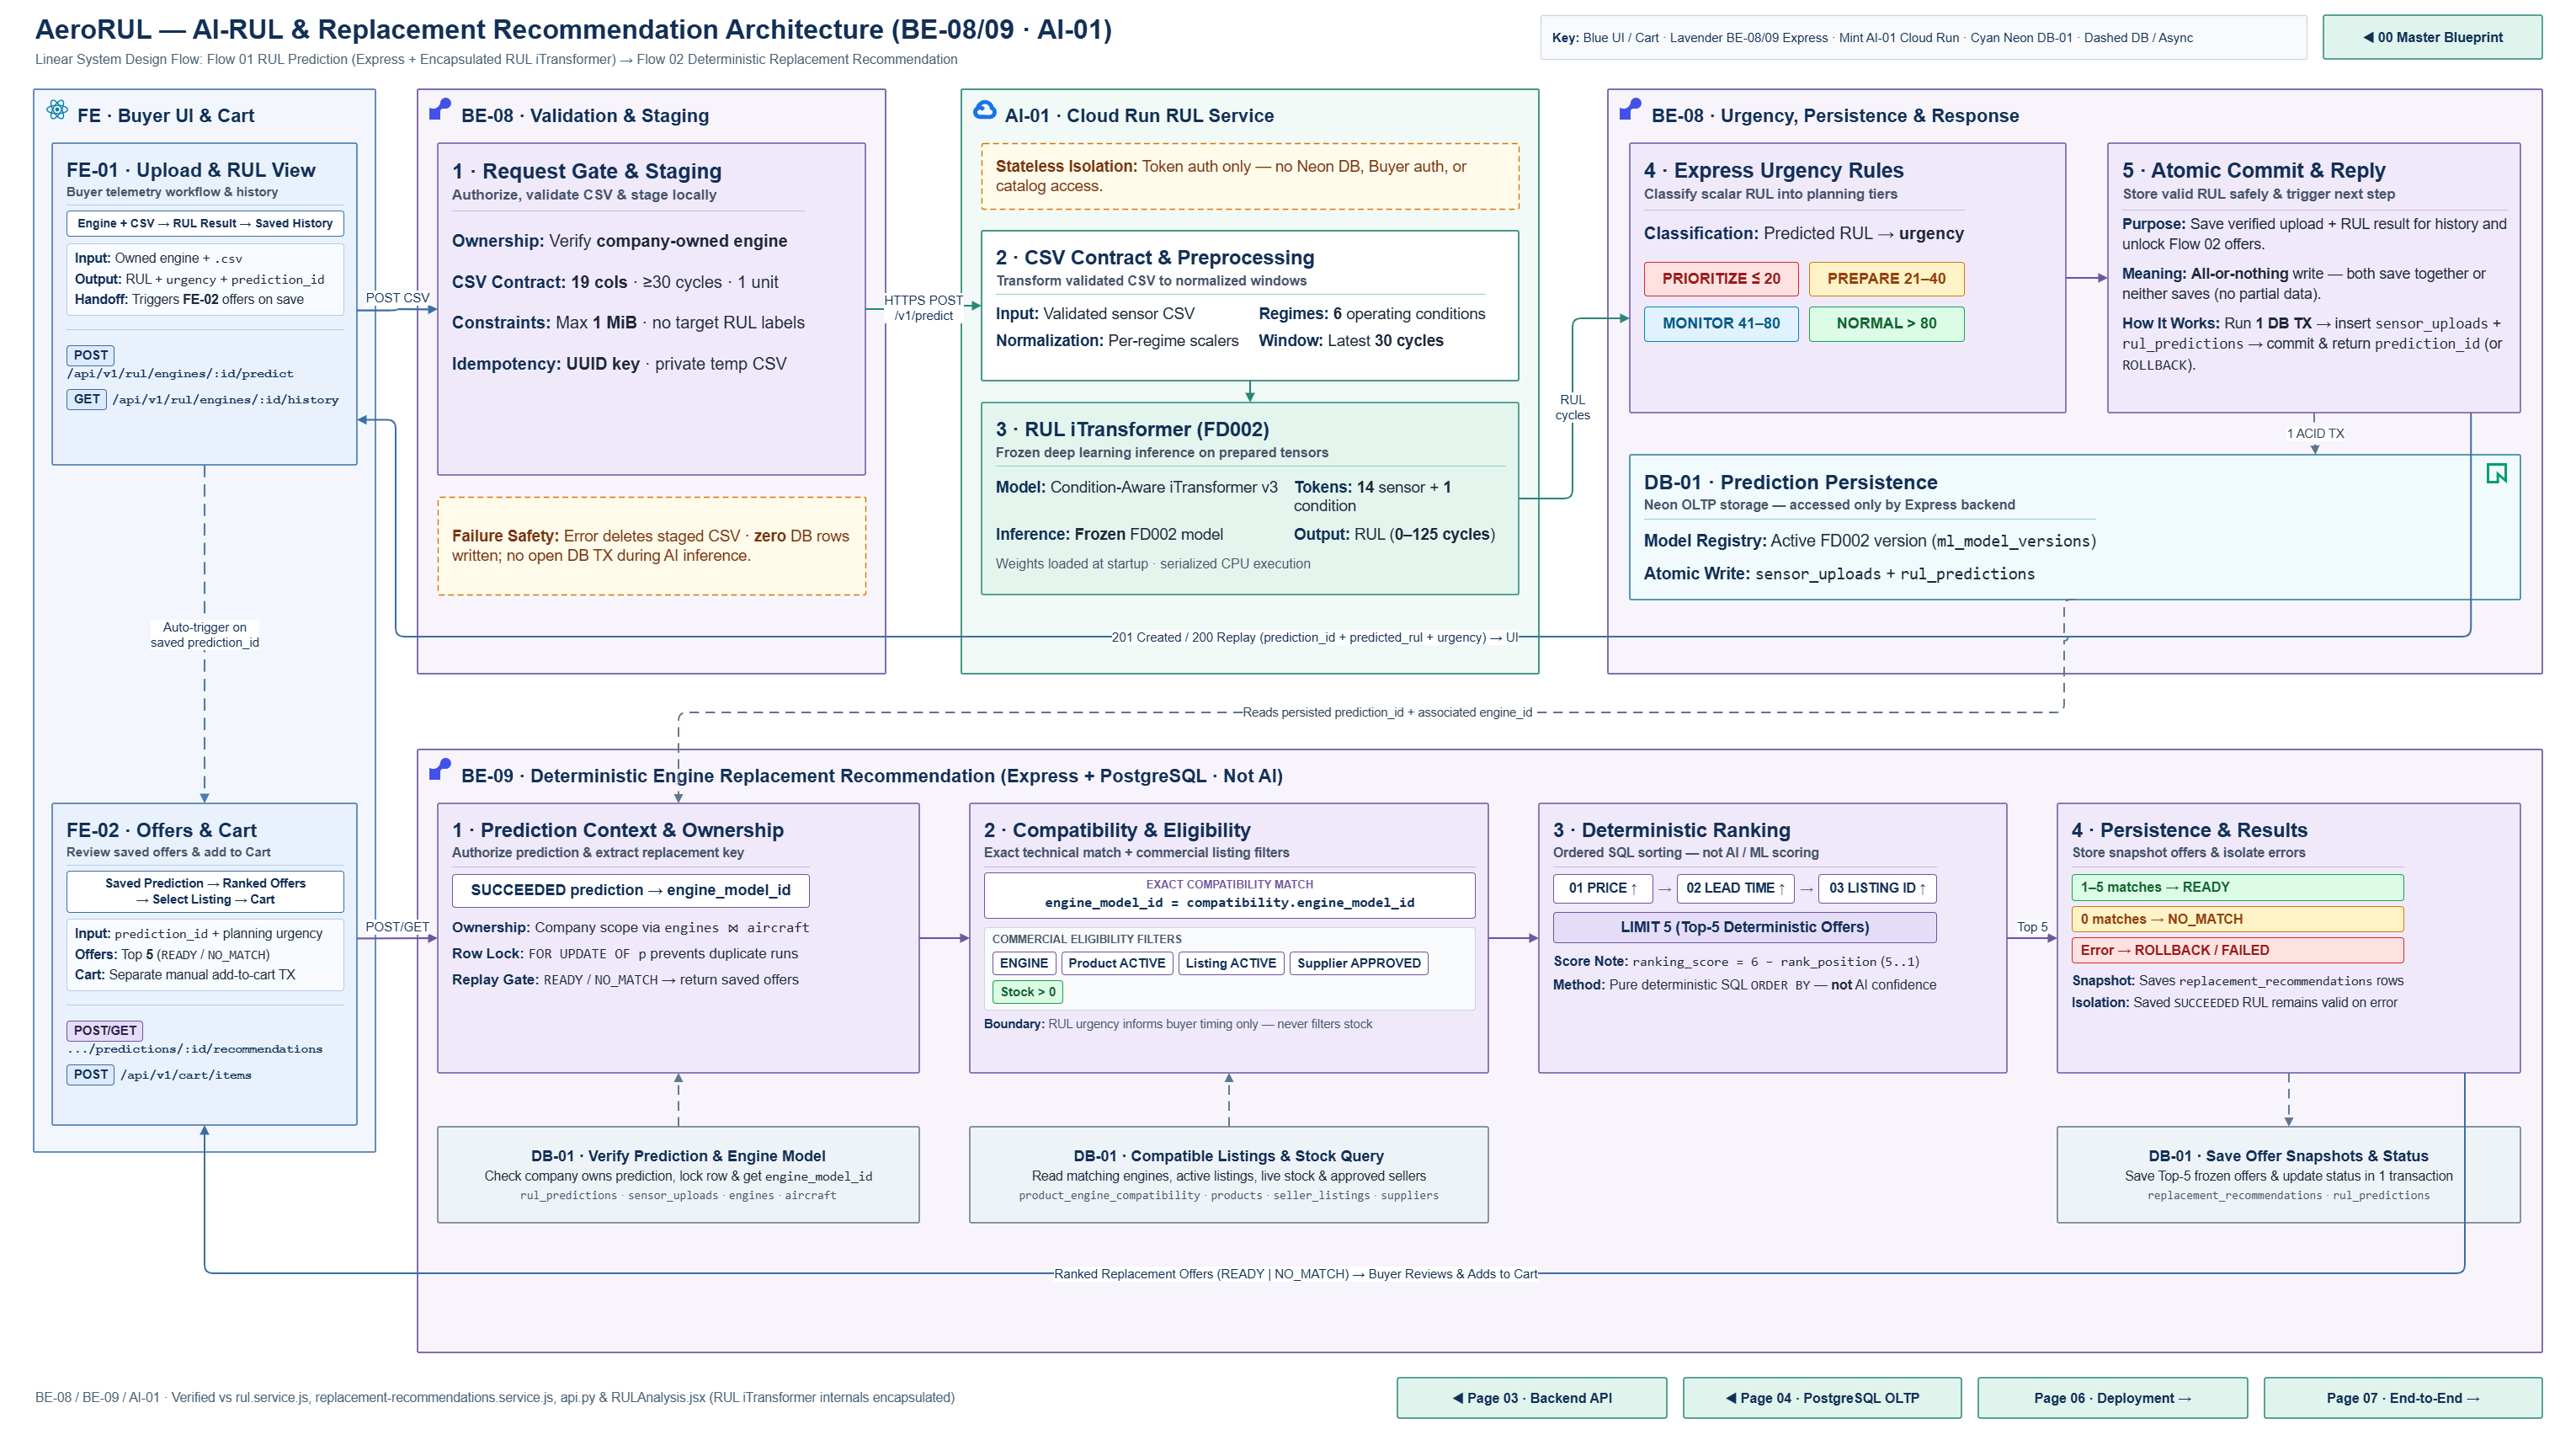 AeroRUL — AI-RUL & Replacement Recommendation Architecture (BE-08/09 · AI-01)
Linear System Design Flow: Flow 01 RUL Prediction (Express + Encapsulated RUL iTransformer) → Flow 02 Deterministic Replacement Recommendation
Key: Blue UI / Cart · Lavender BE-08/09 Express · Mint AI-01 Cloud Run · Cyan Neon DB-01 · Dashed DB / Async
◀ 00 Master Blueprint
FE · Buyer UI & Cart
FE-01 · Upload & RUL View
Buyer telemetry workflow & history
Engine + CSV → RUL Result → Saved History
Input: Owned engine + .csv
Output: RUL + urgency + prediction_id
Handoff: Triggers FE-02 offers on save
POST
/api/v1/rul/engines/:id/predict
GET /api/v1/rul/engines/:id/history
POST CSV
BE-08 · Validation & Staging
1 · Request Gate & Staging
Authorize, validate CSV & stage locally
Ownership: Verify company-owned engine
CSV Contract: 19 cols · ≥30 cycles · 1 unit
Constraints: Max 1 MiB · no target RUL labels
Idempotency: UUID key · private temp CSV
Failure Safety: Error deletes staged CSV · zero DB rows
written; no open DB TX during AI inference.
HTTPS POST
/v1/predict
AI-01 · Cloud Run RUL Service
Stateless Isolation: Token auth only — no Neon DB, Buyer auth, or
catalog access.
2 · CSV Contract & Preprocessing
Transform validated CSV to normalized windows
Input: Validated sensor CSV
Regimes: 6 operating conditions
Normalization: Per-regime scalers
Window: Latest 30 cycles
3 · RUL iTransformer (FD002)
Frozen deep learning inference on prepared tensors
Model: Condition-Aware iTransformer v3
Tokens: 14 sensor + 1
condition
Inference: Frozen FD002 model
Output: RUL (0–125 cycles)
Weights loaded at startup · serialized CPU execution
RUL
cycles
BE-08 · Urgency, Persistence & Response
4 · Express Urgency Rules
Classify scalar RUL into planning tiers
Classification: Predicted RUL → urgency
PRIORITIZE ≤ 20
PREPARE 21–40
MONITOR 41–80
NORMAL > 80
5 · Atomic Commit & Reply
Store valid RUL safely & trigger next step
Purpose: Save verified upload + RUL result for history and
unlock Flow 02 offers.
Meaning: All-or-nothing write — both save together or
neither saves (no partial data).
How It Works: Run 1 DB TX → insert sensor_uploads +
rul_predictions → commit & return prediction_id (or
ROLLBACK).
1 ACID TX
DB-01 · Prediction Persistence
Neon OLTP storage — accessed only by Express backend
Model Registry: Active FD002 version (ml_model_versions)
Atomic Write: sensor_uploads + rul_predictions
201 Created / 200 Replay (prediction_id + predicted_rul + urgency) → UI
Auto-trigger on
saved prediction_id
Reads persisted prediction_id + associated engine_id
FE-02 · Offers & Cart
Review saved offers & add to Cart
Saved Prediction → Ranked Offers
→ Select Listing → Cart
Input: prediction_id + planning urgency
Offers: Top 5 (READY / NO_MATCH)
Cart: Separate manual add-to-cart TX
POST/GET
.../predictions/:id/recommendations
POST /api/v1/cart/items
POST/GET
BE-09 · Deterministic Engine Replacement Recommendation (Express + PostgreSQL · Not AI)
1 · Prediction Context & Ownership
Authorize prediction & extract replacement key
SUCCEEDED prediction → engine_model_id
Ownership: Company scope via engines ⋈ aircraft
Row Lock: FOR UPDATE OF p prevents duplicate runs
Replay Gate: READY / NO_MATCH → return saved offers
2 · Compatibility & Eligibility
Exact technical match + commercial listing filters
EXACT COMPATIBILITY MATCH
engine_model_id = compatibility.engine_model_id
COMMERCIAL ELIGIBILITY FILTERS
ENGINE
Product ACTIVE
Listing ACTIVE
Supplier APPROVED
Stock > 0
Boundary: RUL urgency informs buyer timing only — never filters stock
3 · Deterministic Ranking
Ordered SQL sorting — not AI / ML scoring
01 PRICE ↑ → 02 LEAD TIME ↑ → 03 LISTING ID ↑
LIMIT 5 (Top-5 Deterministic Offers)
Score Note: ranking_score = 6 − rank_position (5..1)
Method: Pure deterministic SQL ORDER BY — not AI confidence
Top 5
4 · Persistence & Results
Store snapshot offers & isolate errors
1–5 matches → READY
0 matches → NO_MATCH
Error → ROLLBACK / FAILED
Snapshot: Saves replacement_recommendations rows
Isolation: Saved SUCCEEDED RUL remains valid on error
DB-01 · Verify Prediction & Engine Model
Check company owns prediction, lock row & get engine_model_id
rul_predictions · sensor_uploads · engines · aircraft
DB-01 · Compatible Listings & Stock Query
Read matching engines, active listings, live stock & approved sellers
product_engine_compatibility · products · seller_listings · suppliers
DB-01 · Save Offer Snapshots & Status
Save Top-5 frozen offers & update status in 1 transaction
replacement_recommendations · rul_predictions
Ranked Replacement Offers (READY | NO_MATCH) → Buyer Reviews & Adds to Cart
BE-08 / BE-09 / AI-01 · Verified vs rul.service.js, replacement-recommendations.service.js, api.py & RULAnalysis.jsx (RUL iTransformer internals encapsulated)
◀ Page 03 · Backend API
◀ Page 04 · PostgreSQL OLTP
Page 06 · Deployment →
Page 07 · End-to-End →